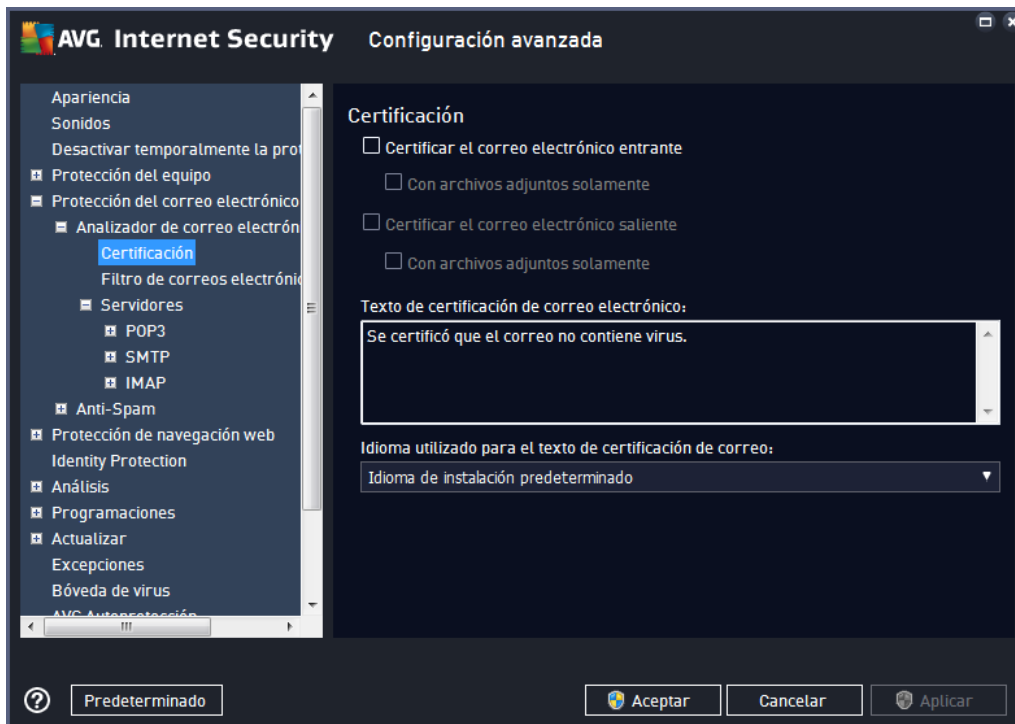 AVG Internet Security Configuración avanzada
Apariencia
Sonidos
Desactivar temporalmente la prot
Protección del equipo
Protección del correo electrónico
Analizador de correo electrón
Certificación
Filtro de correos electrónic
Servidores
POP3
SMTP
IMAP
Anti-Spam
Protección de navegación web
Identity Protection
Análisis
Programaciones
Actualizar
Excepciones
Bóveda de virus
AVG Autoprotección
Certificación
Certificar el correo electrónico entrante
Con archivos adjuntos solamente
Certificar el correo electrónico saliente
Con archivos adjuntos solamente
Texto de certificación de correo electrónico:
Se certificó que el correo no contiene virus.
Idioma utilizado para el texto de certificación de correo:
Idioma de instalación predeterminado
Predeterminado
Aceptar
Cancelar
Aplicar